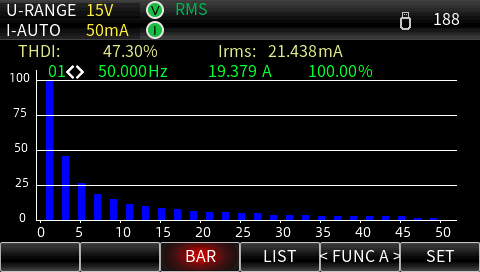 U-RANGE 15V V RMS
I-AUTO 50mA I 188
THDI: 47.30% Irms: 21.438mA
01<> 50.000Hz 19.379 A 100.00%
100
75
50
25
0
0 5 10 15 20 25 30 35 40 45 50
BAR LIST < FUNC A > SET